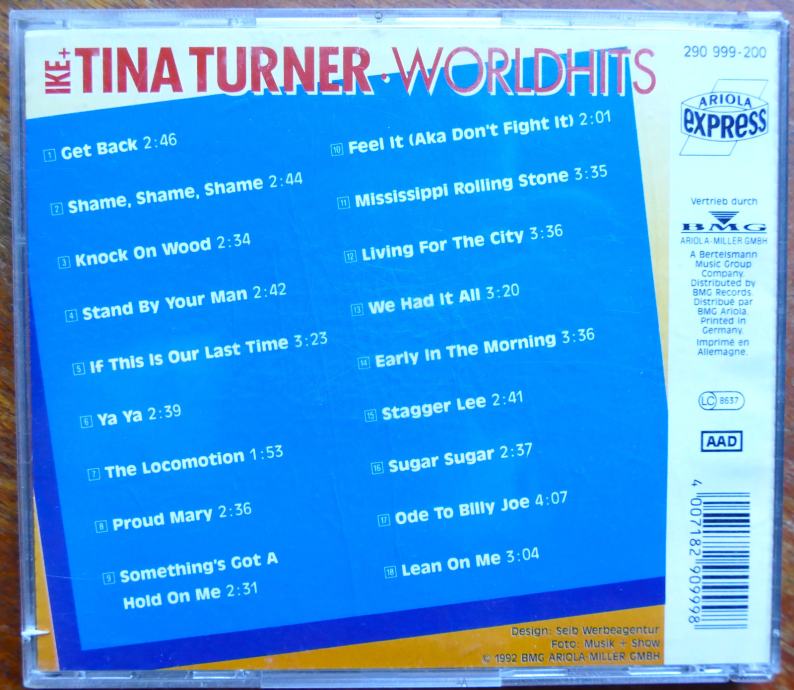 IKE+ TINA TURNER · WORLDHITS
1 Get Back 2:46
2 Shame, Shame, Shame 2:44
3 Knock On Wood 2:34
4 Stand By Your Man 2:42
5 If This Is Our Last Time 3:23
6 Ya Ya 2:39
7 The Locomotion 1:53
8 Proud Mary 2:36
9 Something's Got A
Hold On Me 2:31
10 Feel It (Aka Don't Fight It) 2:01
11 Mississippi Rolling Stone 3:35
12 Living For The City 3:36
13 We Had It All 3:20
14 Early In The Morning 3:36
15 Stagger Lee 2:41
16 Sugar Sugar 2:37
17 Ode To Billy Joe 4:07
18 Lean On Me 3:04
Design: Seib Werbeagentur
Foto: Musik + Show
© 1992 BMG ARIOLA-MILLER GMBH
290 999-200
ARIOLA
EXPRESS
Vertrieb durch
BMG
ARIOLA-MILLER GMBH
A Bertelsmann
Music Group
Company.
Distributed by
BMG Records.
Distribué par
BMG Ariola.
Printed in
Germany.
Imprimé en
Allemagne.
LC 8637
AAD
4 007182 909998